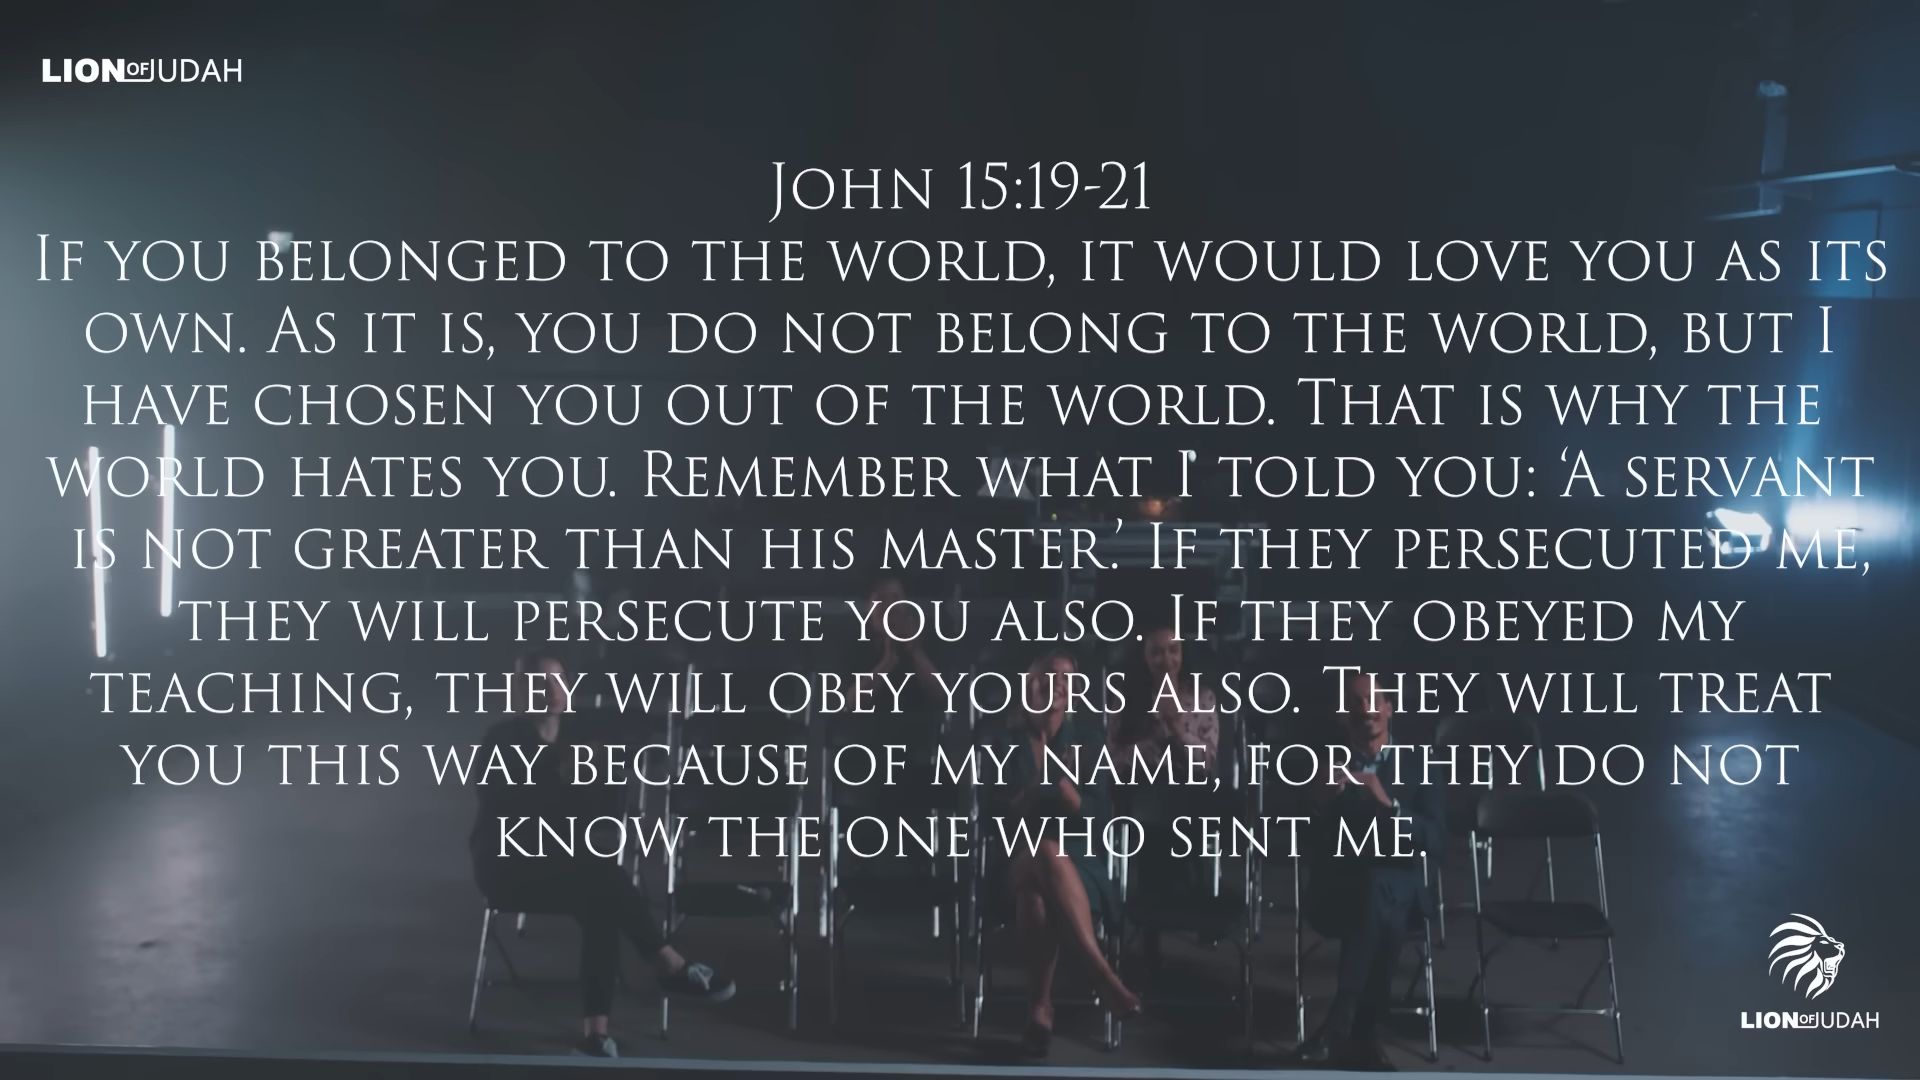 LION OF JUDAH
John 15:19-21
If you belonged to the world, it would love you as its
own. As it is, you do not belong to the world, but I
have chosen you out of the world. That is why the
world hates you. Remember what I told you: ‘A servant
is not greater than his master.’ If they persecuted me,
they will persecute you also. If they obeyed my
teaching, they will obey yours also. They will treat
you this way because of my name, for they do not
know the one who sent me.
LION OF JUDAH